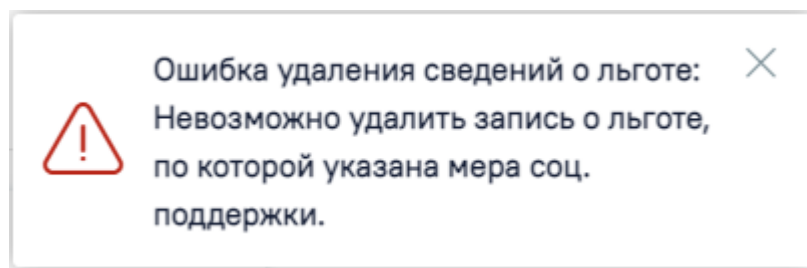 Ошибка удаления сведений о льготе:
Невозможно удалить запись о льготе,
по которой указана мера соц.
поддержки.